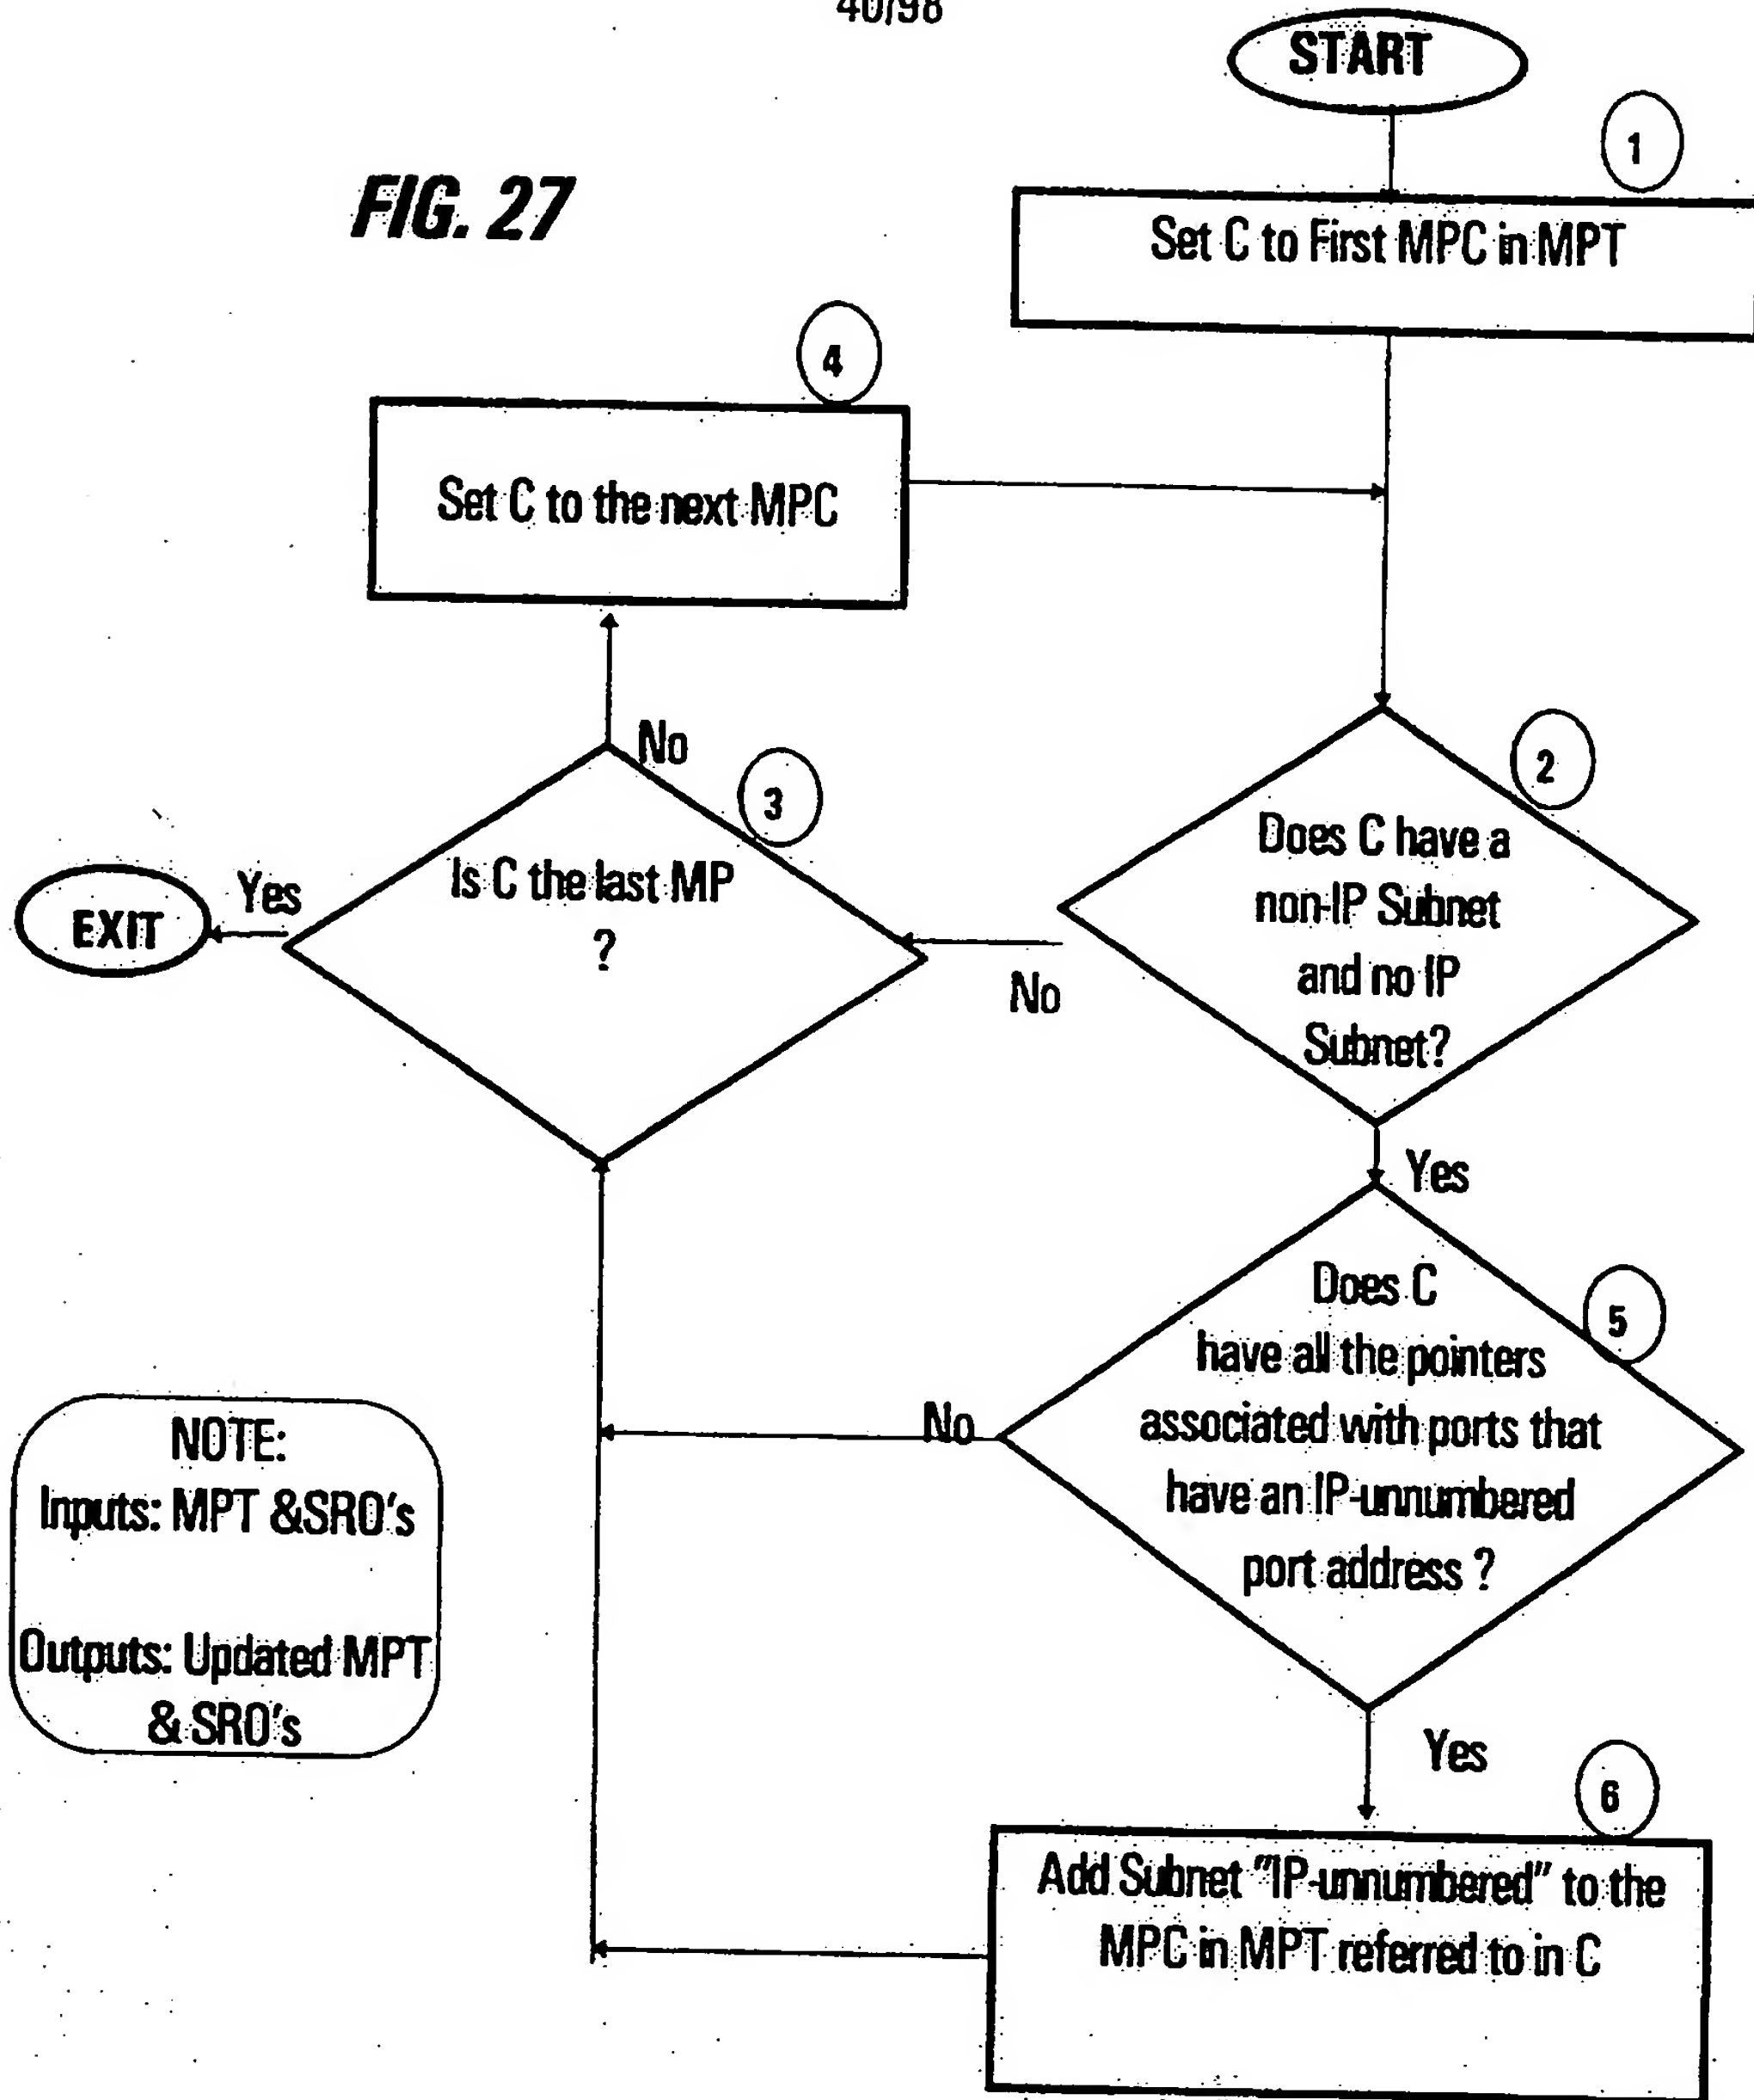 40/98
START
FIG. 27
1
Set C to First MPC in MPT
4
Set C to the next MPC
No
3
2
Is C the last MP
?
Yes
EXIT
Does C have a
non-IP Subnet
and no IP
Subnet?
No
Yes
5
Does C
have all the pointers
associated with ports that
have an IP-unnumbered
port address ?
No
NOTE:
Inputs: MPT &SRO's
Outputs: Updated MPT
& SRO's
Yes
6
Add Subnet "IP-unnumbered" to the
MPC in MPT referred to in C